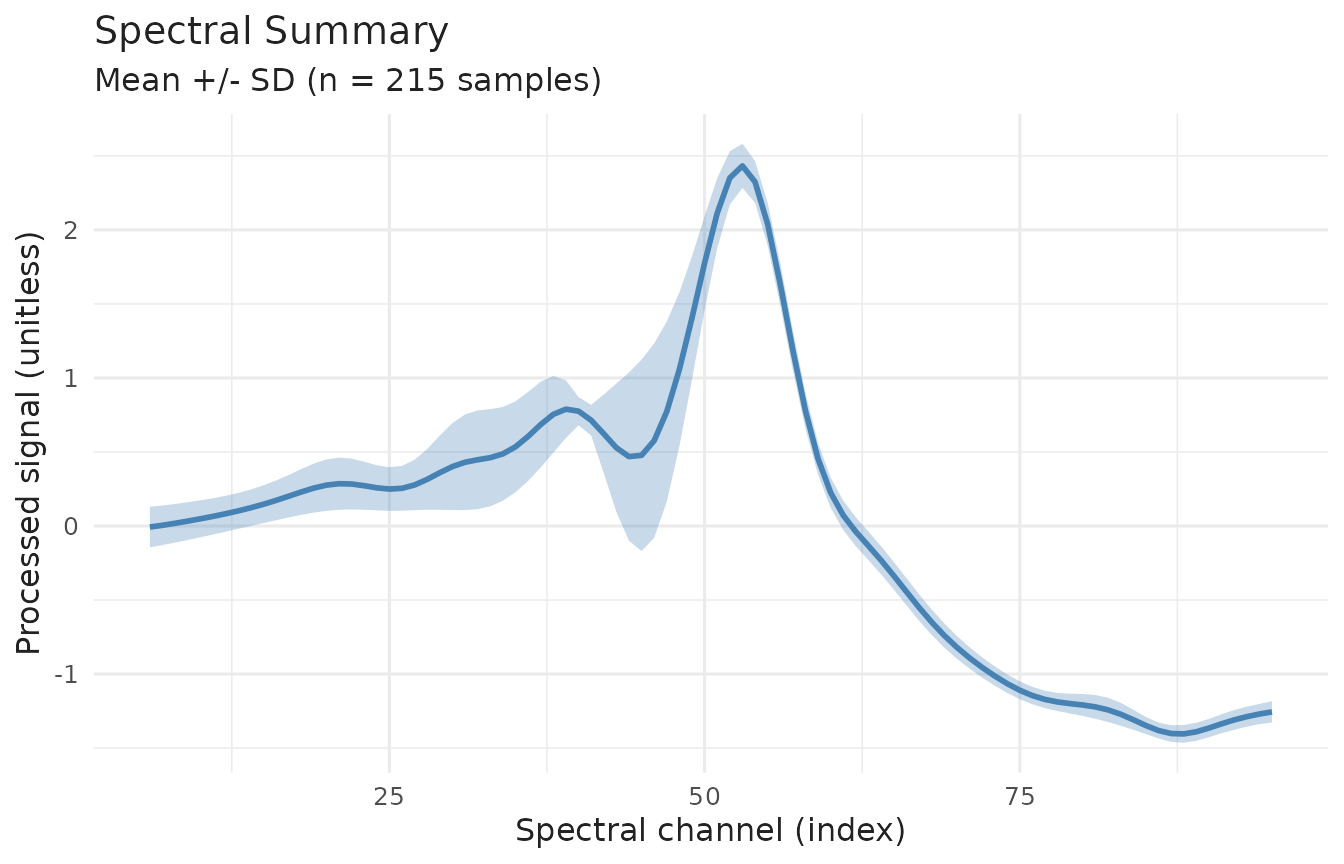 Spectral Summary
Mean +/- SD (n = 215 samples)
Processed signal (unitless)
2
1
0
-1
25 50 75
Spectral channel (index)